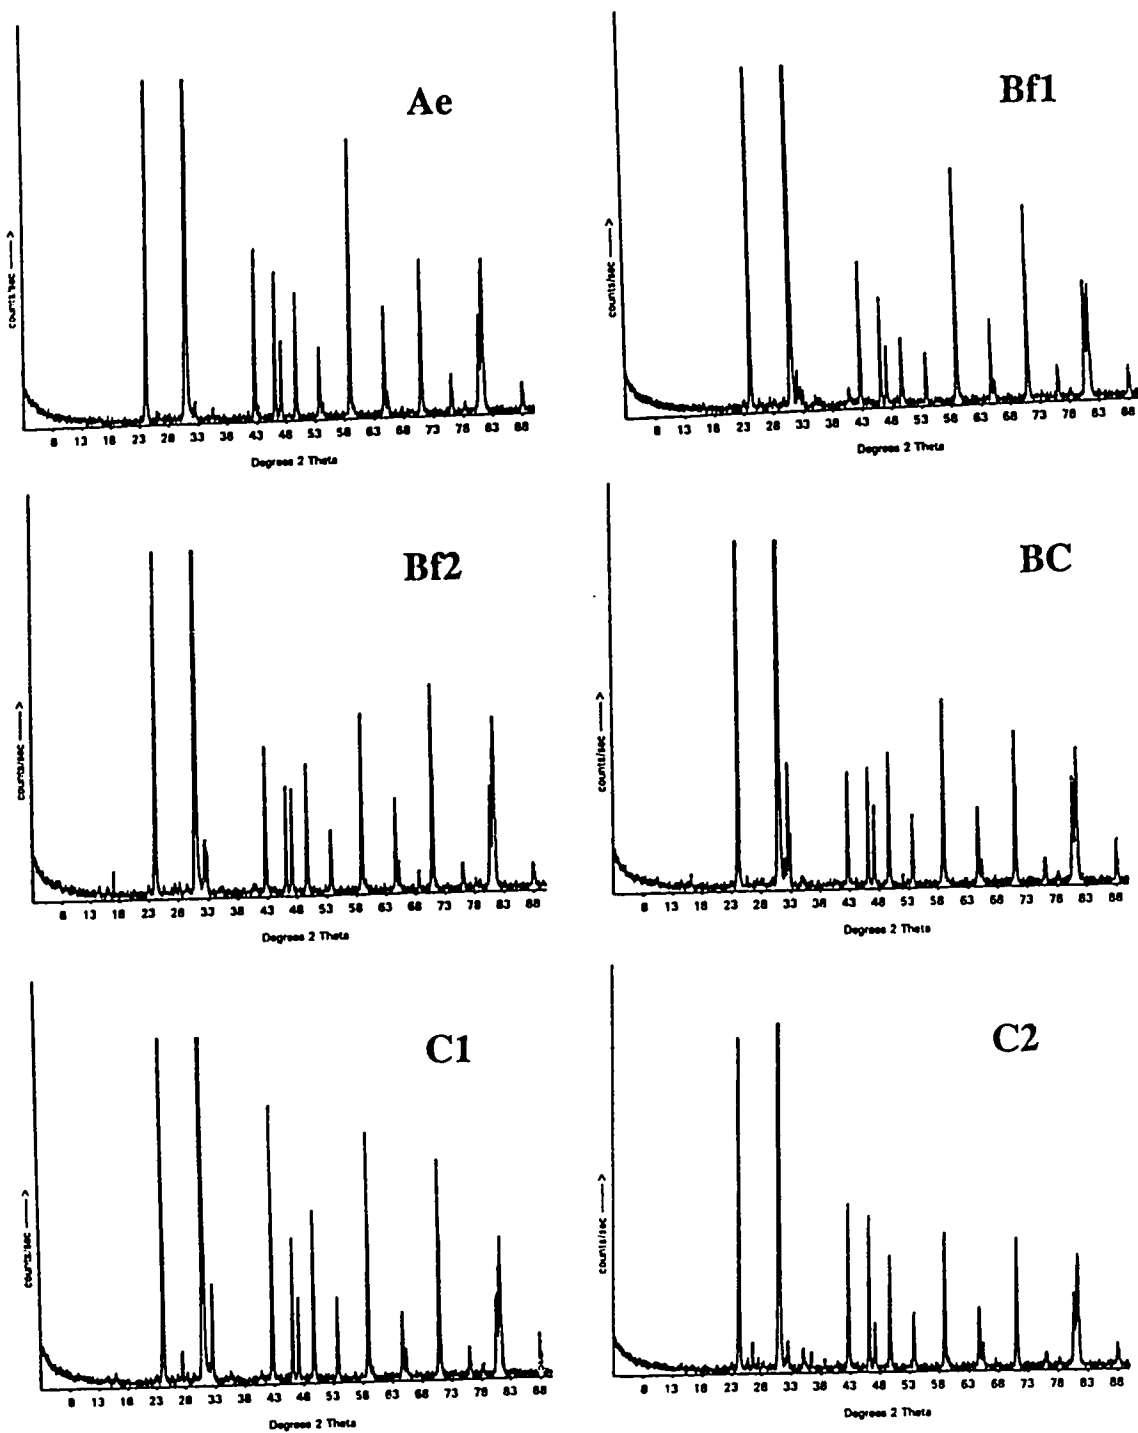 Ae
counts/sec ——>
8 13 18 23 28 33 38 43 48 53 58 63 68 73 78 83 88
Degrees 2 Theta
Bf1
counts/sec ——>
8 13 18 23 28 33 38 43 48 53 58 63 68 73 78 83 88
Degrees 2 Theta
Bf2
counts/sec ——>
8 13 18 23 28 33 38 43 48 53 58 63 68 73 78 83 88
Degrees 2 Theta
BC
counts/sec ——>
8 13 18 23 28 33 38 43 48 53 58 63 68 73 78 83 88
Degrees 2 Theta
C1
counts/sec ——>
8 13 18 23 28 33 38 43 48 53 58 63 68 73 78 83 88
Degrees 2 Theta
C2
counts/sec ——>
8 13 18 23 28 33 38 43 48 53 58 63 68 73 78 83 88
Degrees 2 Theta